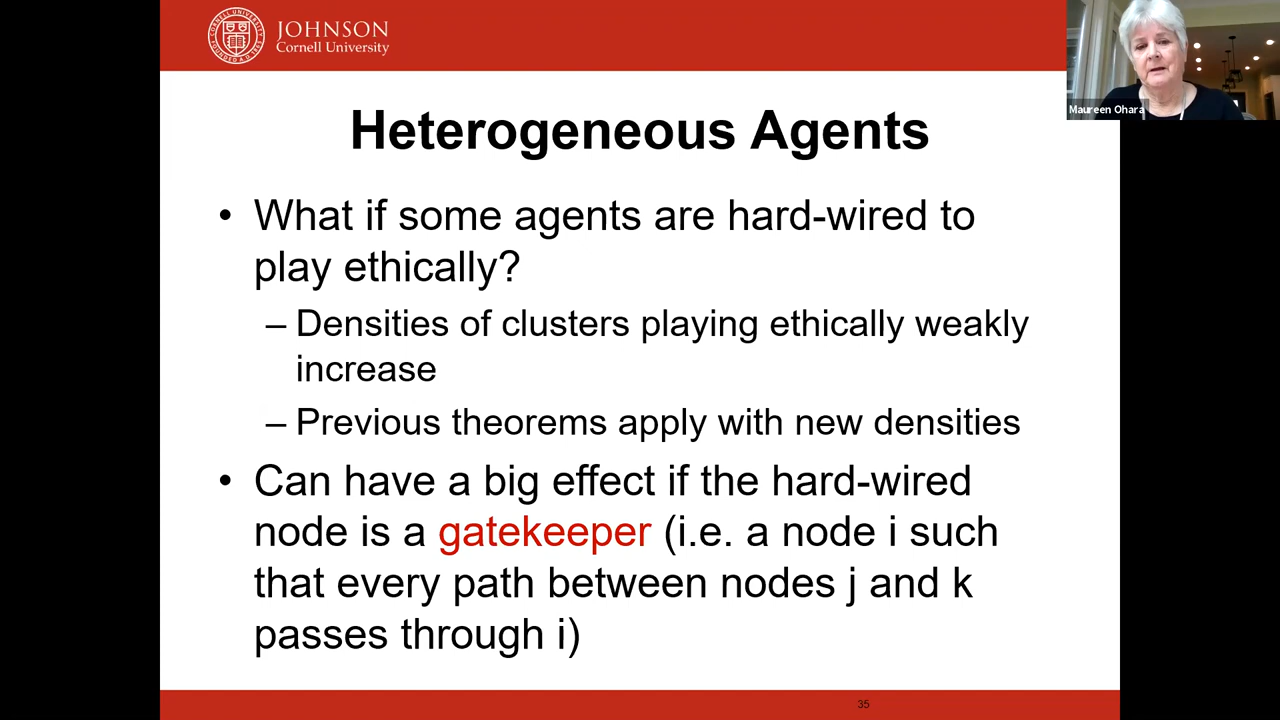 JOHNSON
Cornell University
Maureen Ohara
Heterogeneous Agents
• What if some agents are hard-wired to
play ethically?
– Densities of clusters playing ethically weakly
increase
– Previous theorems apply with new densities
• Can have a big effect if the hard-wired
node is a gatekeeper (i.e. a node i such
that every path between nodes j and k
passes through i)
35